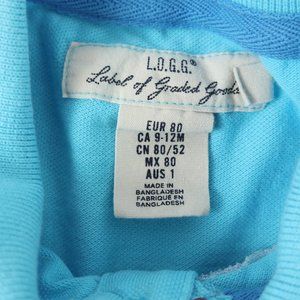 L.O.G.G.®
Label of Graded Goods
EUR 80
CA 9-12M
CN 80/52
MX 80
AUS 1
MADE IN
BANGLADESH
FABRIQUÉ EN
BANGLADESH